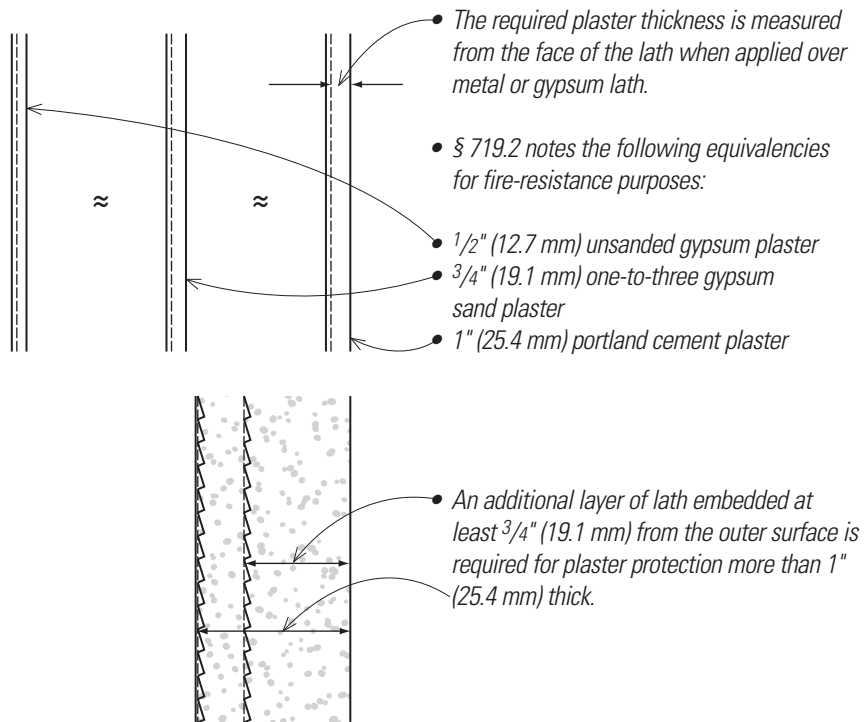 • The required plaster thickness is measured
from the face of the lath when applied over
metal or gypsum lath.
• § 719.2 notes the following equivalencies
for fire-resistance purposes:
≈ ≈
• 1/2" (12.7 mm) unsanded gypsum plaster
• 3/4" (19.1 mm) one-to-three gypsum
sand plaster
• 1" (25.4 mm) portland cement plaster
• An additional layer of lath embedded at
least 3/4" (19.1 mm) from the outer surface is
required for plaster protection more than 1"
(25.4 mm) thick.